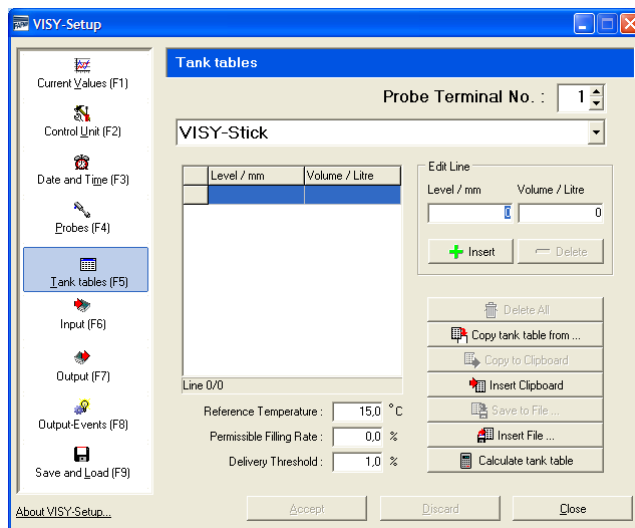 VISY-Setup
Tank tables
Current Values (F1)
Control Unit (F2)
Date and Time (F3)
Probes (F4)
Tank tables (F5)
Input (F6)
Output (F7)
Output-Events (F8)
Save and Load (F9)
About VISY-Setup...
Probe Terminal No. : 1
VISY-Stick
Level / mm Volume / Litre
Line 0/0
Reference Temperature : 15,0 °C
Permissible Filling Rate : 0,0 %
Delivery Threshold : 1,0 %
Edit Line
Level / mm Volume / Litre
0 0
Insert Delete
Delete All
Copy tank table from ...
Copy to Clipboard
Insert Clipboard
Save to File ...
Insert File ...
Calculate tank table
Accept Discard Close